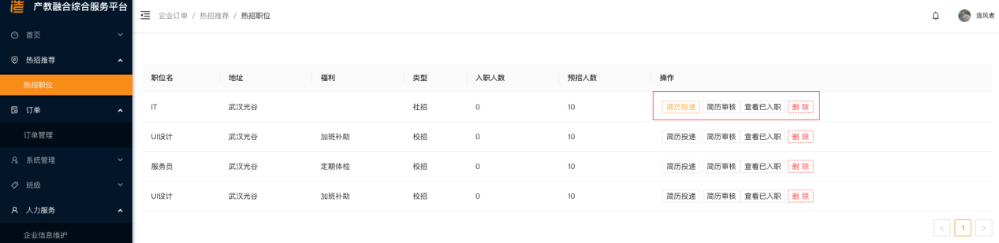 造 产教融合综合服务平台
企业订单 / 热招推荐 / 热招职位
造风者
首页
热招推荐
热招职位
订单
订单管理
系统管理
班级
人力服务
企业信息维护
职位名 地址 福利 类型 入职人数 预招人数 操作
IT 武汉光谷 社招 0 10 简历投递 简历审核 查看已入职 删 除
UI设计 武汉光谷 加班补助 校招 0 10 简历投递 简历审核 查看已入职 删 除
服务员 武汉光谷 定期体检 校招 0 10 简历投递 简历审核 查看已入职 删 除
UI设计 武汉光谷 加班补助 校招 0 10 简历投递 简历审核 查看已入职 删 除
< 1 >